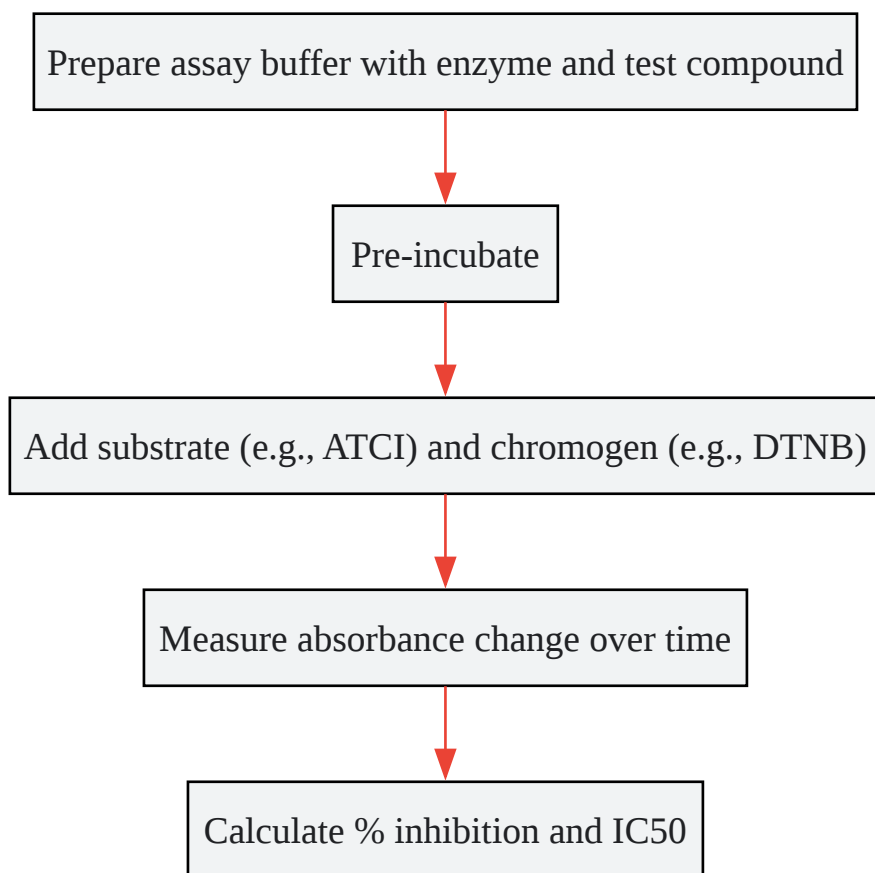 Prepare assay buffer with enzyme and test compound
Pre-incubate
Add substrate (e.g., ATCI) and chromogen (e.g., DTNB)
Measure absorbance change over time
Calculate % inhibition and IC50